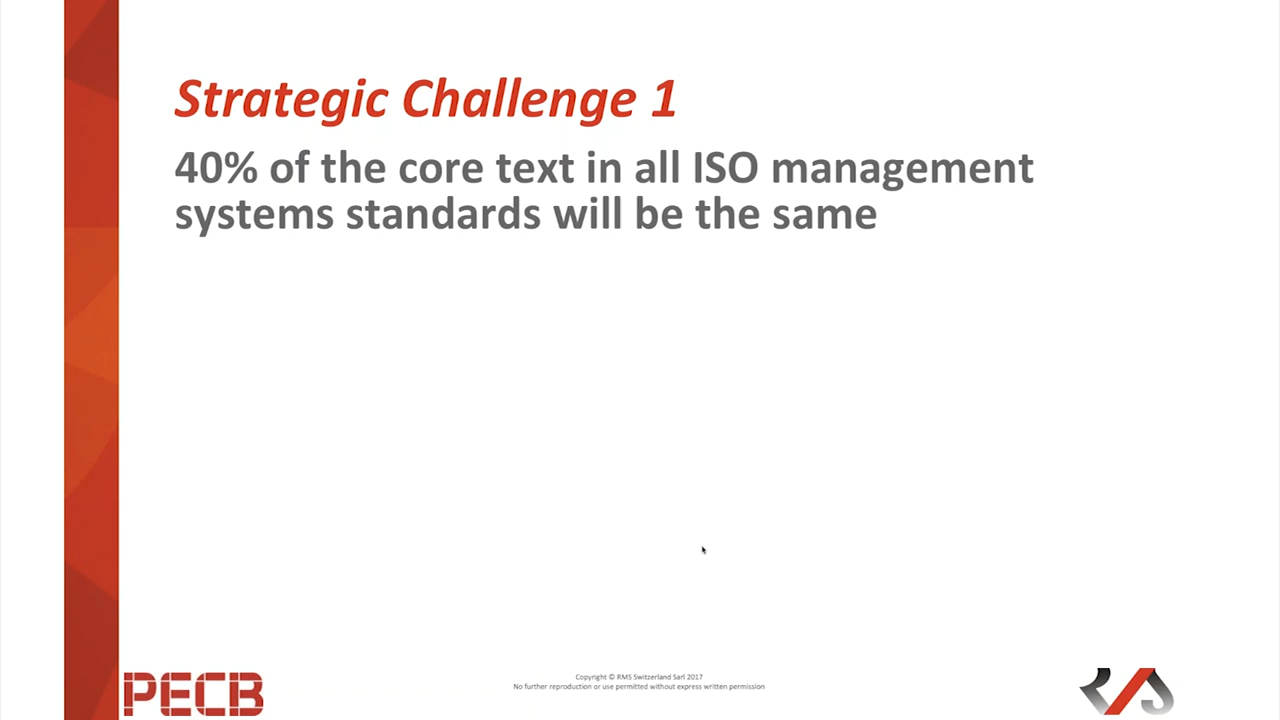 Strategic Challenge 1
40% of the core text in all ISO management
systems standards will be the same
PECB
Copyright © RMS Switzerland Sarl 2017
No further reproduction or use permitted without express written permission